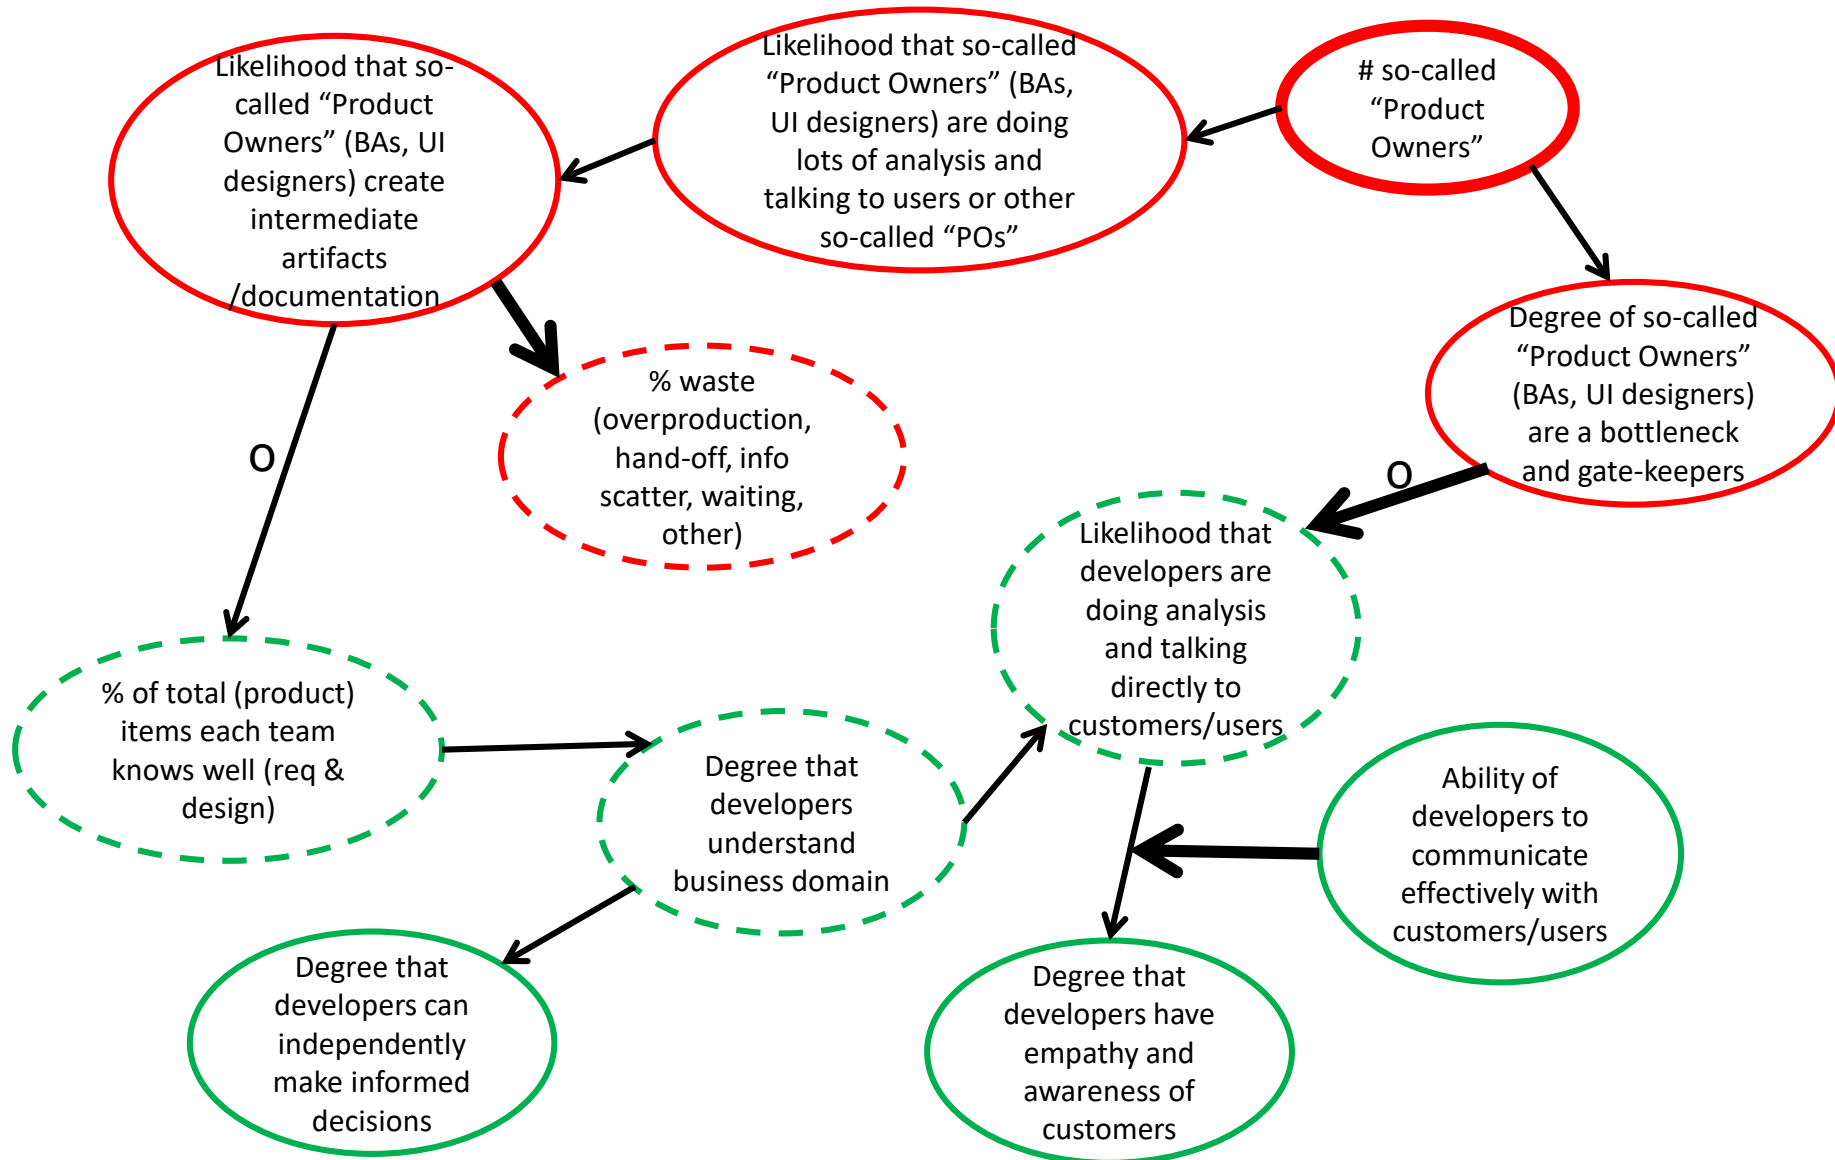 Likelihood that so-
called “Product
Owners” (BAs, UI
designers) create
intermediate
artifacts
/documentation
Likelihood that so-called
“Product Owners” (BAs,
UI designers) are doing
lots of analysis and
talking to users or other
so-called “POs”
# so-called
“Product
Owners”
Degree of so-called
“Product Owners”
(BAs, UI designers)
are a bottleneck
and gate-keepers
% waste
(overproduction,
hand-off, info
scatter, waiting,
other)
O
O
Likelihood that
developers are
doing analysis
and talking
directly to
customers/users
% of total (product)
items each team
knows well (req &
design)
Degree that
developers
understand
business domain
Ability of
developers to
communicate
effectively with
customers/users
Degree that
developers can
independently
make informed
decisions
Degree that
developers have
empathy and
awareness of
customers